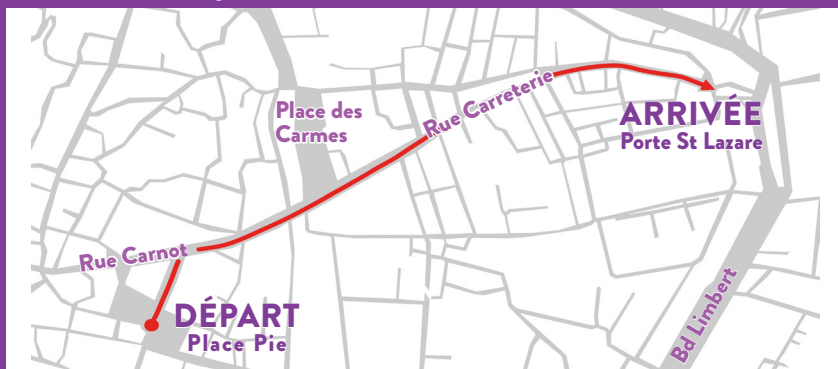 Place des
Carmes
Rue Carreterie
ARRIVÉE
Porte St Lazare
Rue Carnot
DÉPART
Place Pie
Bd Limbert